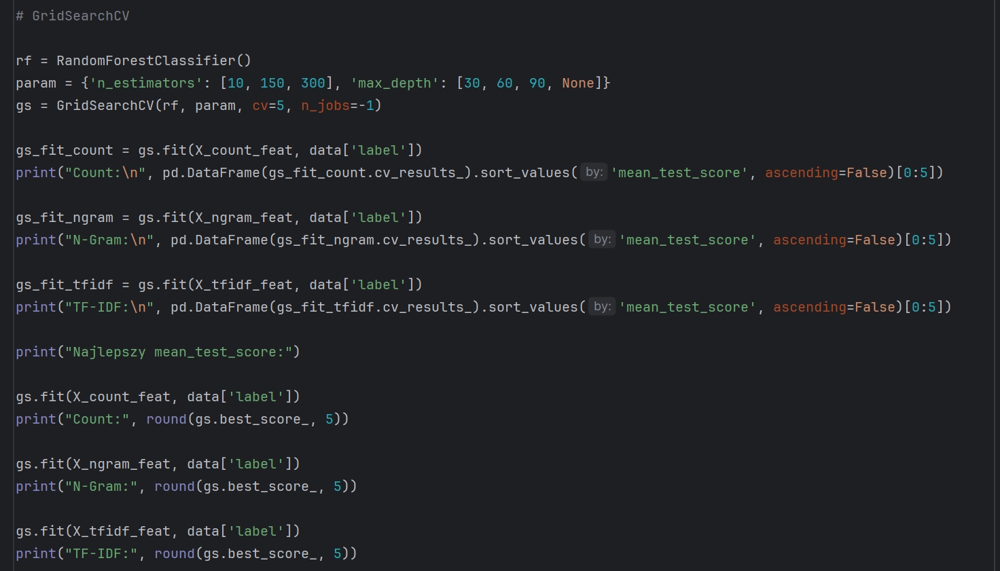 # GridSearchCV
rf = RandomForestClassifier()
param = {'n_estimators': [10, 150, 300], 'max_depth': [30, 60, 90, None]}
gs = GridSearchCV(rf, param, cv=5, n_jobs=-1)
gs_fit_count = gs.fit(X_count_feat, data['label'])
print("Count:\n", pd.DataFrame(gs_fit_count.cv_results_).sort_values( by: 'mean_test_score', ascending=False)[0:5])
gs_fit_ngram = gs.fit(X_ngram_feat, data['label'])
print("N-Gram:\n", pd.DataFrame(gs_fit_ngram.cv_results_).sort_values( by: 'mean_test_score', ascending=False)[0:5])
gs_fit_tfidf = gs.fit(X_tfidf_feat, data['label'])
print("TF-IDF:\n", pd.DataFrame(gs_fit_tfidf.cv_results_).sort_values( by: 'mean_test_score', ascending=False)[0:5])
print("Najlepszy mean_test_score:")
gs.fit(X_count_feat, data['label'])
print("Count:", round(gs.best_score_, 5))
gs.fit(X_ngram_feat, data['label'])
print("N-Gram:", round(gs.best_score_, 5))
gs.fit(X_tfidf_feat, data['label'])
print("TF-IDF:", round(gs.best_score_, 5))